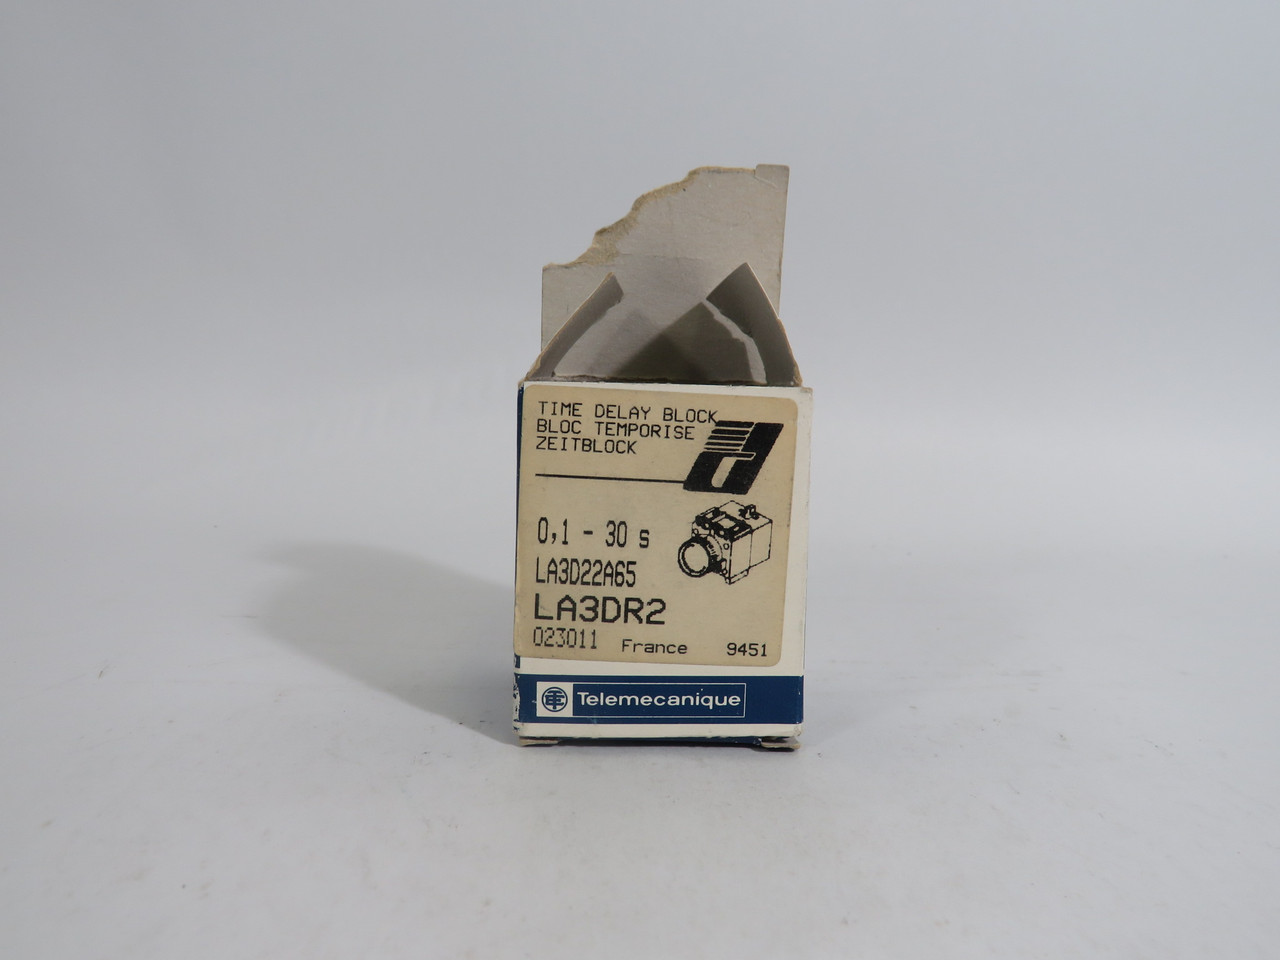 TIME DELAY BLOCK
BLOC TEMPORISE
ZEITBLOCK
0,1 - 30 s
LA3D22A65
LA3DR2
023011 France 9451
Telemecanique